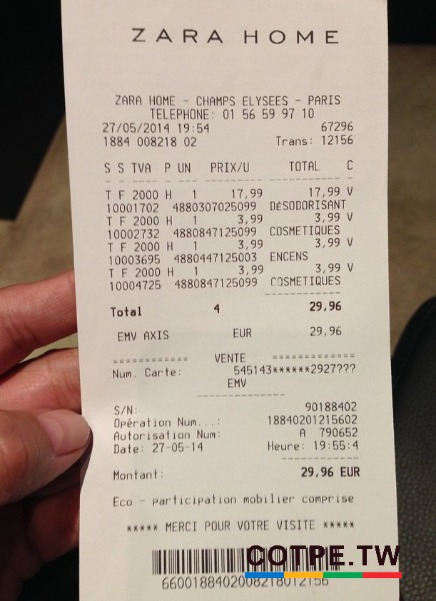 ZARA HOME
ZARA HOME - CHAMPS ELYSEES - PARIS
TELEPHONE: 01 56 59 97 10
27/05/2014 19:54 67296
1884 008218 02 Trans: 12156
S S TVA P UN PRIX/U TOTAL C
T F 2000 H 1 17,99 17,99 V
10001702 4880307025099 DéSODORISANT
T F 2000 H 1 3,99 3,99 V
10002732 4880847125099 COSMETIQUES
T F 2000 H 1 3,99 3,99 V
10003695 4880447125003 ENCENS
T F 2000 H 1 3,99 3,99 V
10004725 4880847125099 COSMETIQUES
Total 4 29,96
EMV AXIS EUR 29,96
=========== VENTE ============
Num. Carte: 545143******2927???
EMV
S/N: 90188402
Opération Num...: 18840201215602
Autorisation Num: A 790652
Date: 27-05-14 Heure: 19:55:4
Montant: 29,96 EUR
Eco - participation mobilier comprise
***** MERCI POUR VOTRE VISITE *****
6600188402008218012156
COTPE.TW